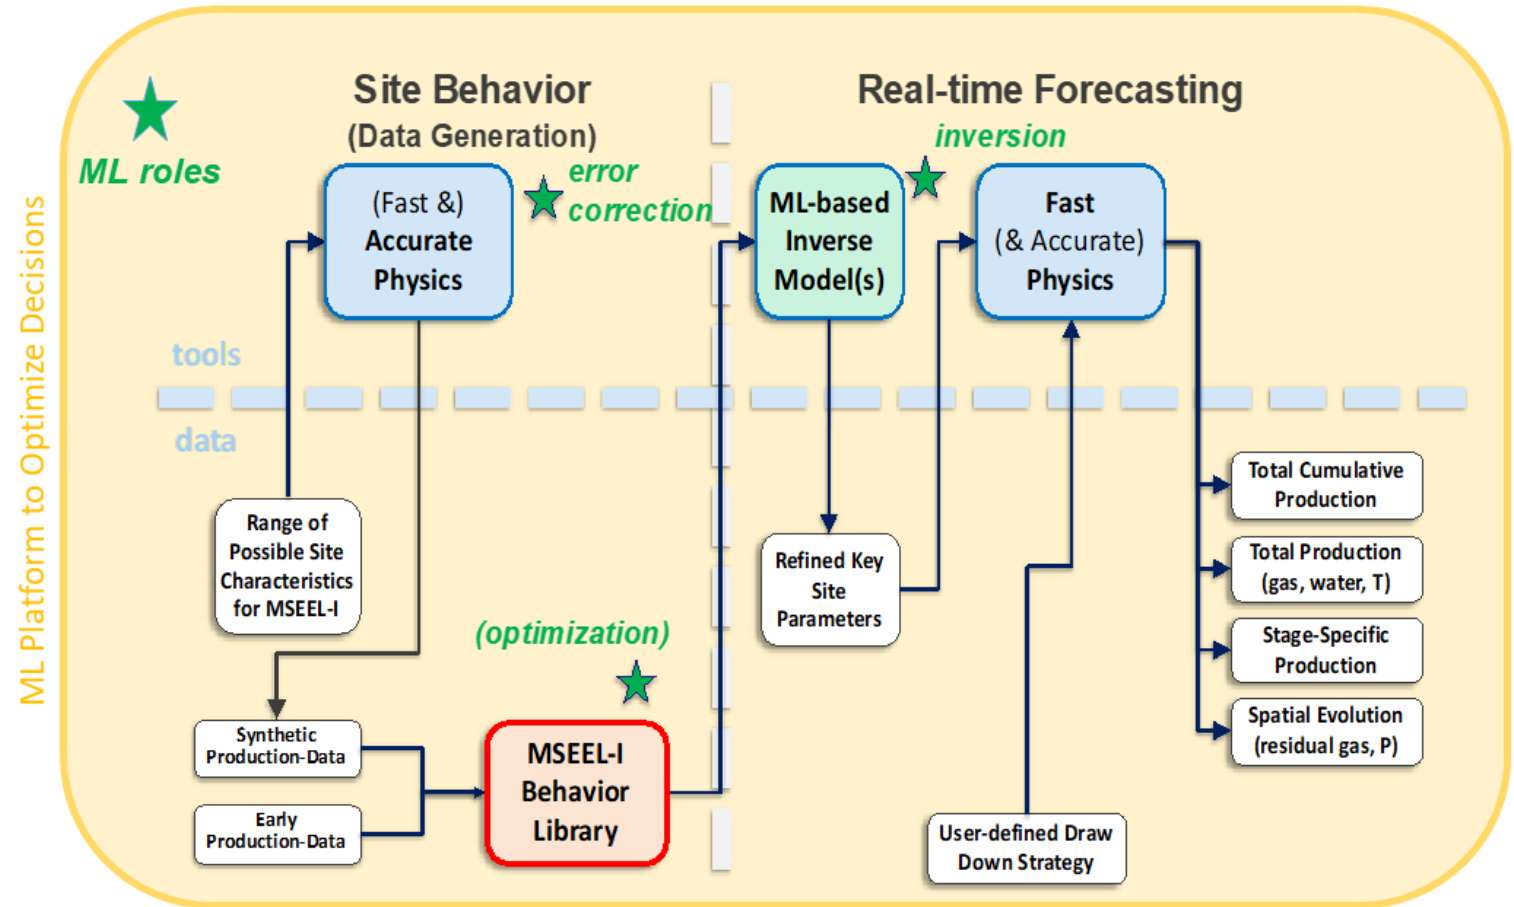 ML Platform to Optimize Decisions
ML roles
Site Behavior
(Data Generation)
error
correction
(Fast &)
Accurate
Physics
tools
data
Range of
Possible Site
Characteristics
for MSEEL-I
Synthetic
Production-Data
Early
Production-Data
(optimization)
MSEEL-I
Behavior
Library
Real-time Forecasting
inversion
ML-based
Inverse
Model(s)
Fast
(& Accurate)
Physics
Refined Key
Site
Parameters
User-defined Draw
Down Strategy
Total Cumulative
Production
Total Production
(gas, water, T)
Stage-Specific
Production
Spatial Evolution
(residual gas, P)